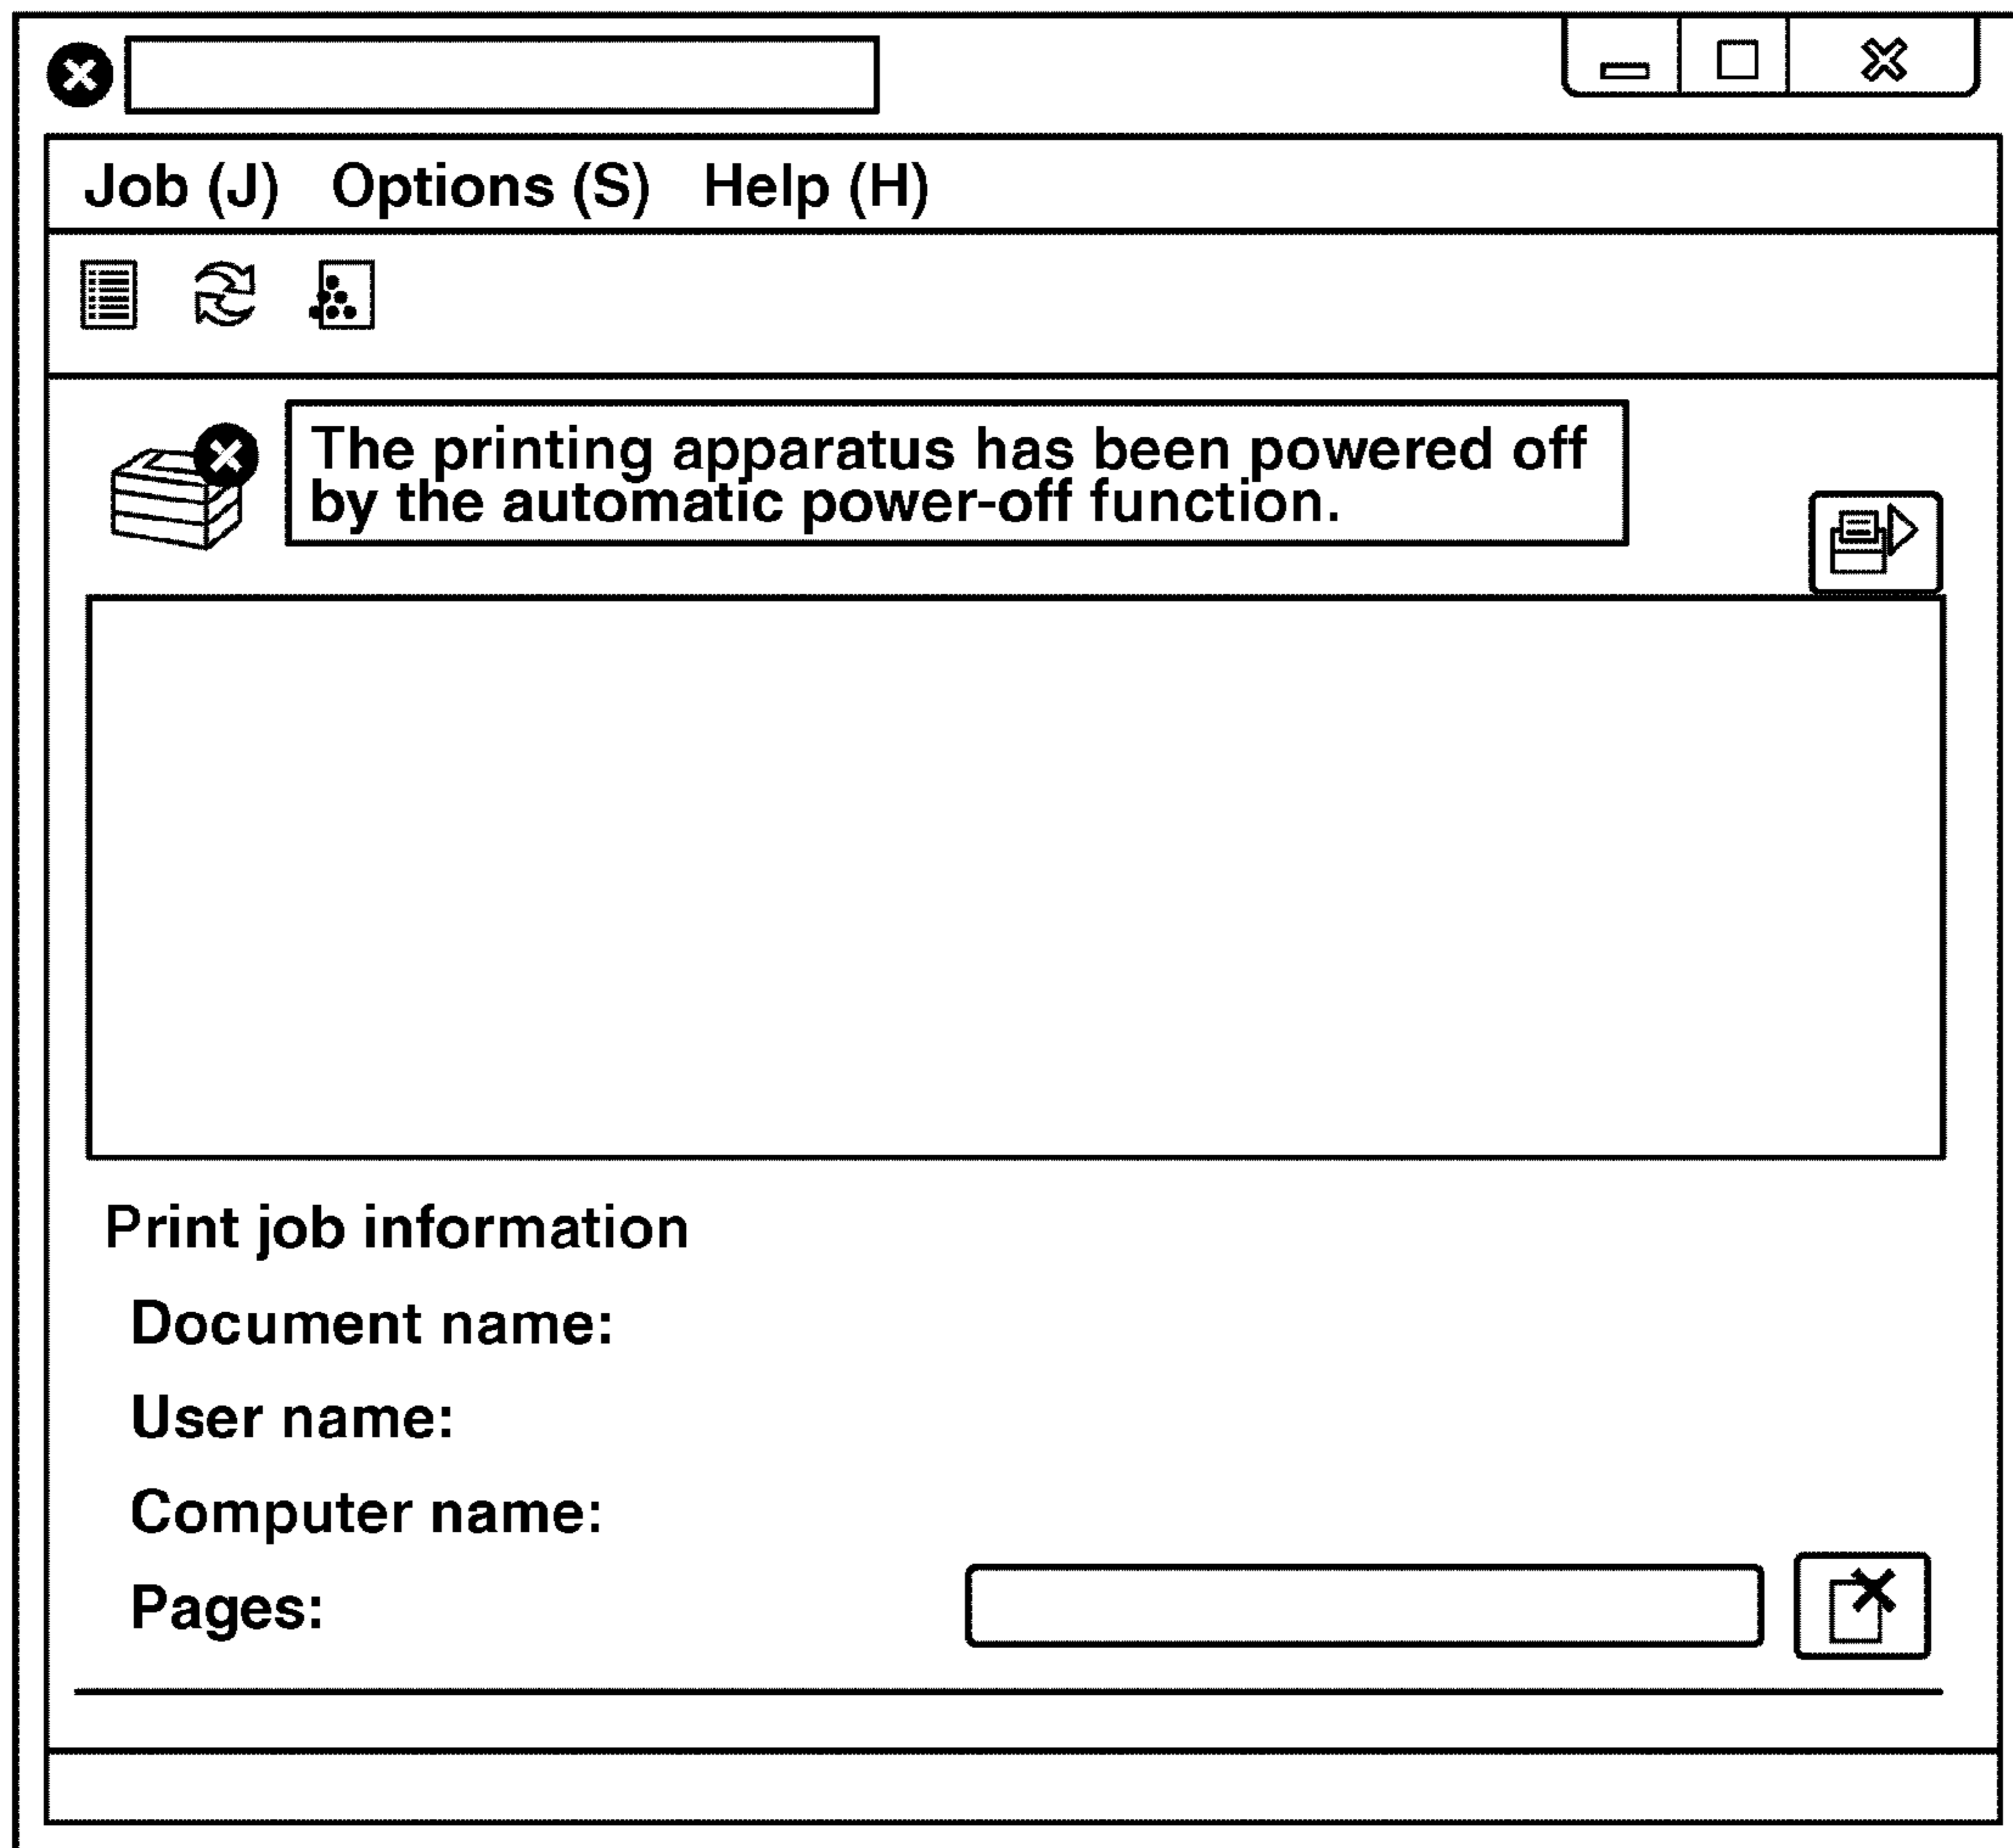 Job (J) Options (S) Help (H)
The printing apparatus has been powered off
by the automatic power-off function.
Print job information
Document name:
User name:
Computer name:
Pages: